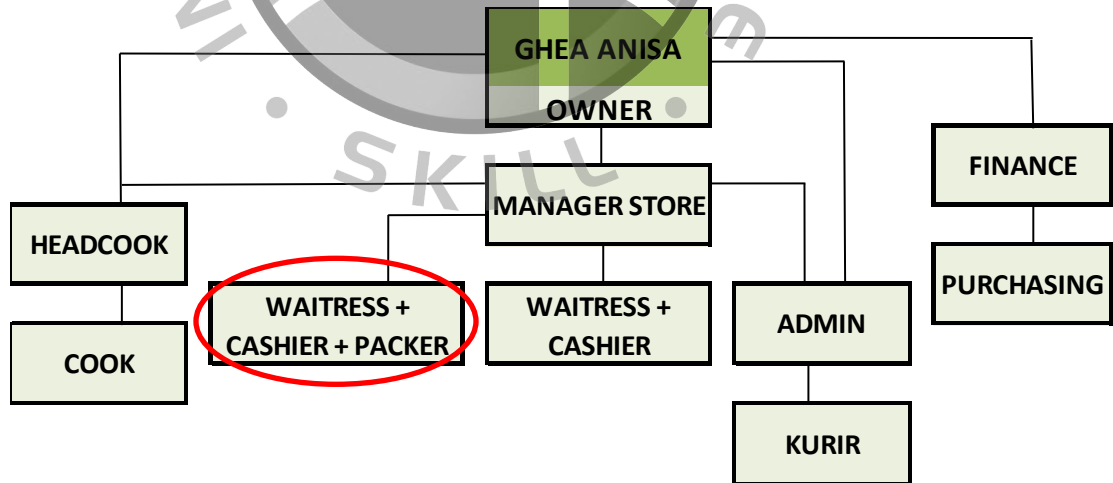 GHEA ANISA
OWNER
SKILL
FINANCE
MANAGER STORE
HEADCOOK
PURCHASING
WAITRESS +
CASHIER + PACKER
WAITRESS +
CASHIER
ADMIN
COOK
KURIR